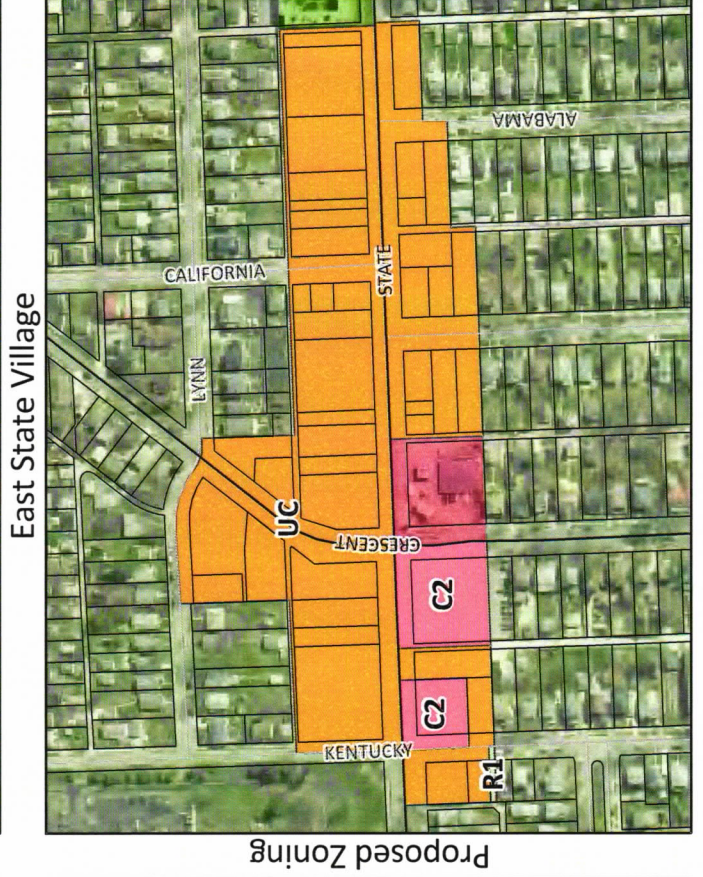 East State Village
CALIFORNIA
ALABAMA
STATE
LYNN
UC
CRESCENT
C2
C2
KENTUCKY
R1
Proposed Zoning